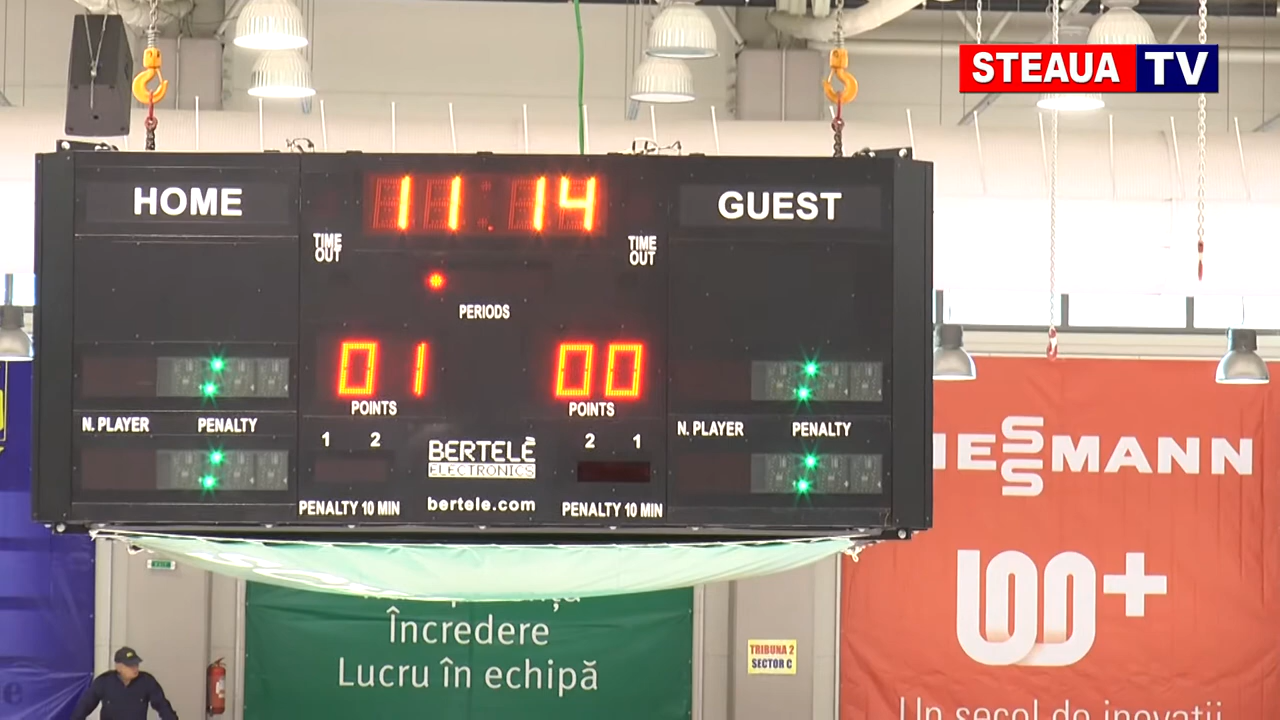 STEAUA TV
HOME
11 14
GUEST
TIME
OUT
TIME
OUT
PERIODS
01
00
POINTS
POINTS
N. PLAYER
PENALTY
1 2
BERTELÈ
ELECTRONICS
2 1
N. PLAYER
PENALTY
PENALTY 10 MIN
bertele.com
PENALTY 10 MIN
IESSMANN
100+
Un secol de inovații
Încredere
Lucru în echipă
TRIBUNA 2
SECTOR C